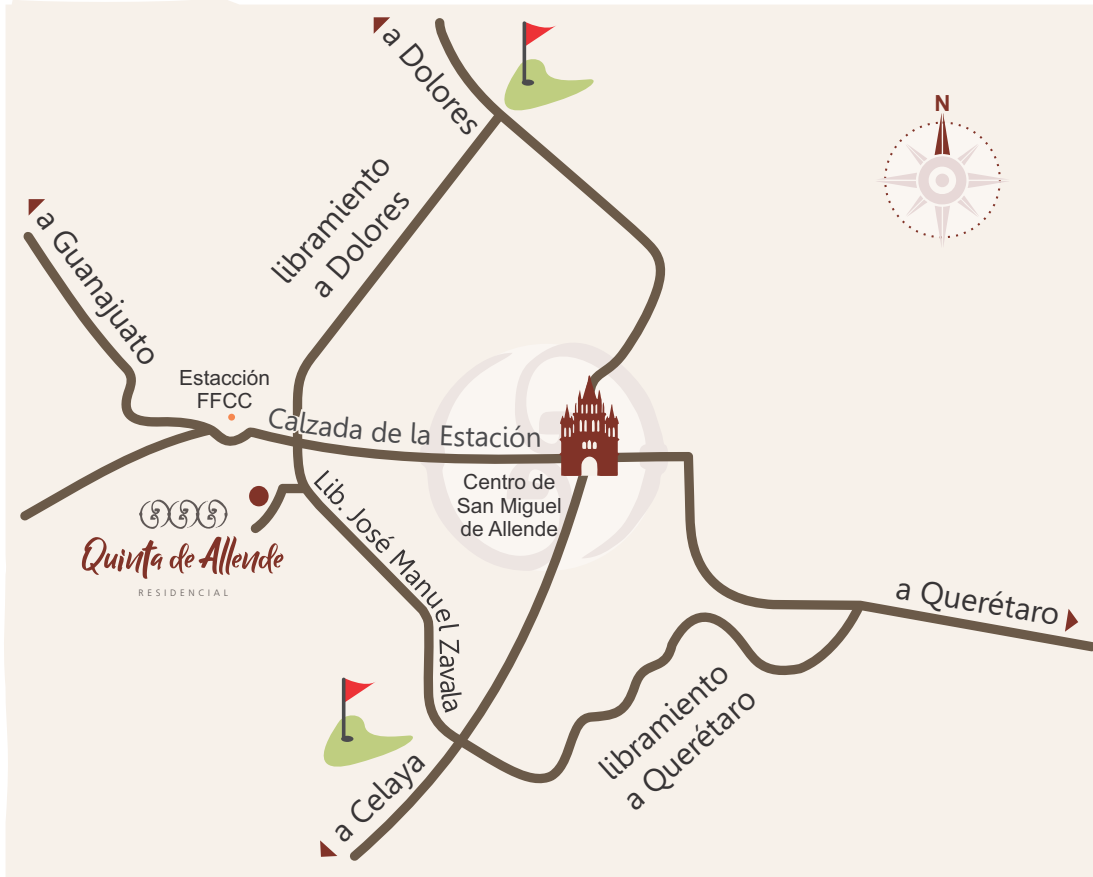 a Dolores
N
libramiento
a Dolores
a Guanajuato
Estacción
FFCC
Calzada de la Estación
Centro de
San Miguel
de Allende
Lib. José Manuel Zavala
Quinta de Allende
RESIDENCIAL
a Querétaro
libramiento
a Querétaro
a Celaya